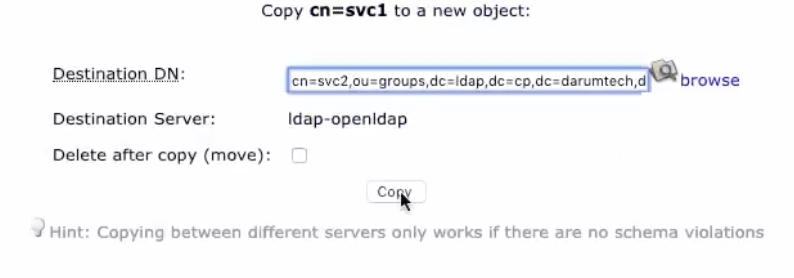 Copy cn=svc1 to a new object:
Destination DN: cn=svc2,ou=groups,dc=ldap,dc=cp,dc=darumtech,d browse
Destination Server: ldap-openldap
Delete after copy (move):
Copy
Hint: Copying between different servers only works if there are no schema violations